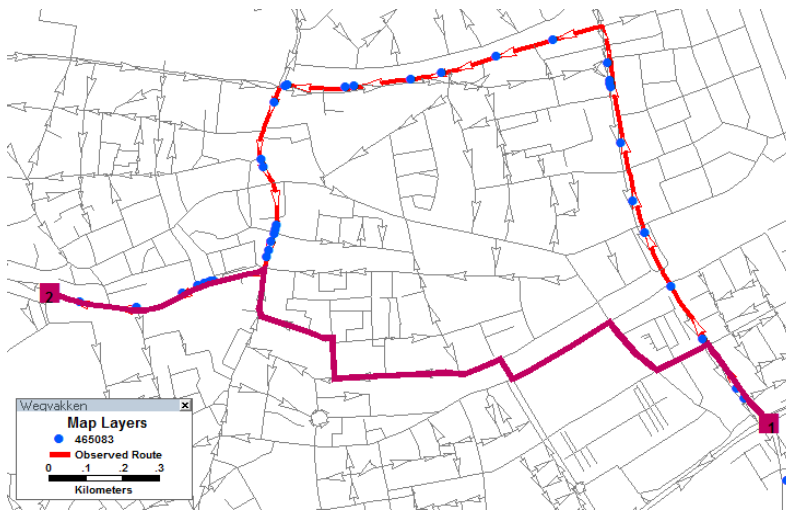 2
1
Wegvakken
Map Layers
465083
Observed Route
0 .1 .2 .3
Kilometers